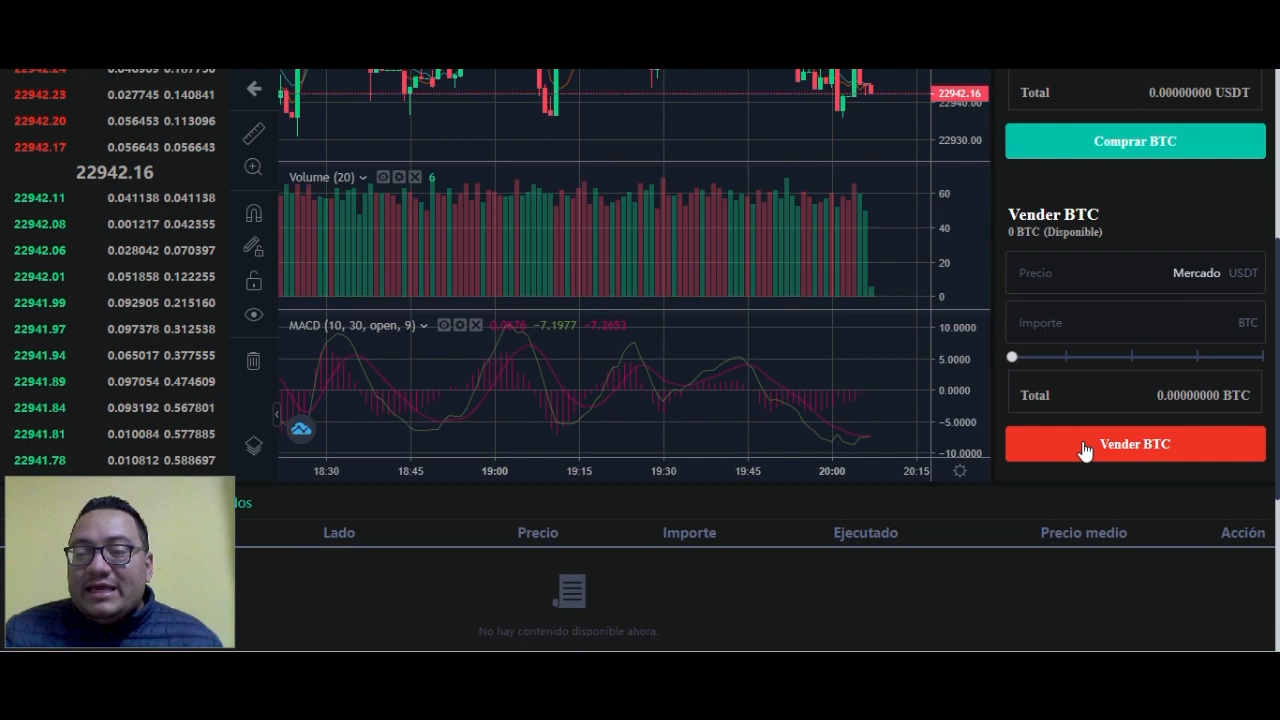 22942.23 0.027745 0.140841
22942.20 0.056453 0.113096
22942.17 0.056643 0.056643
22942.16
22942.11 0.041138 0.041138
22942.08 0.001217 0.042355
22942.06 0.028042 0.070397
22942.01 0.051858 0.122255
22941.99 0.092905 0.215160
22941.97 0.097378 0.312538
22941.94 0.065017 0.377555
22941.89 0.097054 0.474609
22941.84 0.093192 0.567801
22941.81 0.010084 0.577885
22941.78 0.010812 0.588697
22942.16
22940.00
22930.00
Volume (20) 6
60
40
20
0
MACD (10, 30, open, 9) 0.0676 −7.1977 −7.2653
10.0000
5.0000
0.0000
−5.0000
−10.0000
18:30 18:45 19:00 19:15 19:30 19:45 20:00 20:15
Total 0.00000000 USDT
Comprar BTC
Vender BTC
0 BTC (Disponible)
Precio Mercado USDT
Importe BTC
Total 0.00000000 BTC
Vender BTC
Lado Precio Importe Ejecutado Precio medio Acción
No hay contenido disponible ahora.